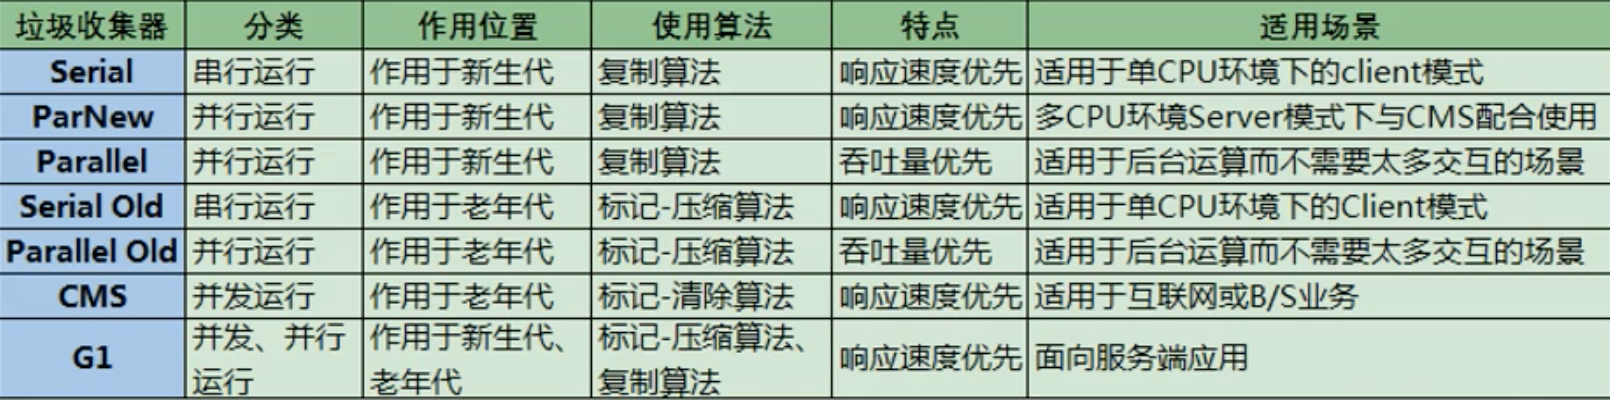 垃圾收集器 分类 作用位置 使用算法 特点 适用场景
Serial 串行运行 作用于新生代 复制算法 响应速度优先 适用于单CPU环境下的client模式
ParNew 并行运行 作用于新生代 复制算法 响应速度优先 多CPU环境Server模式下与CMS配合使用
Parallel 并行运行 作用于新生代 复制算法 吞吐量优先 适用于后台运算而不需要太多交互的场景
Serial Old 串行运行 作用于老年代 标记-压缩算法 响应速度优先 适用于单CPU环境下的Client模式
Parallel Old 并行运行 作用于老年代 标记-压缩算法 吞吐量优先 适用于后台运算而不需要太多交互的场景
CMS 并发运行 作用于老年代 标记-清除算法 响应速度优先 适用于互联网或B/S业务
G1 并发、并行 作用于新生代、 标记-压缩算法、 响应速度优先 面向服务端应用
运行 老年代 复制算法